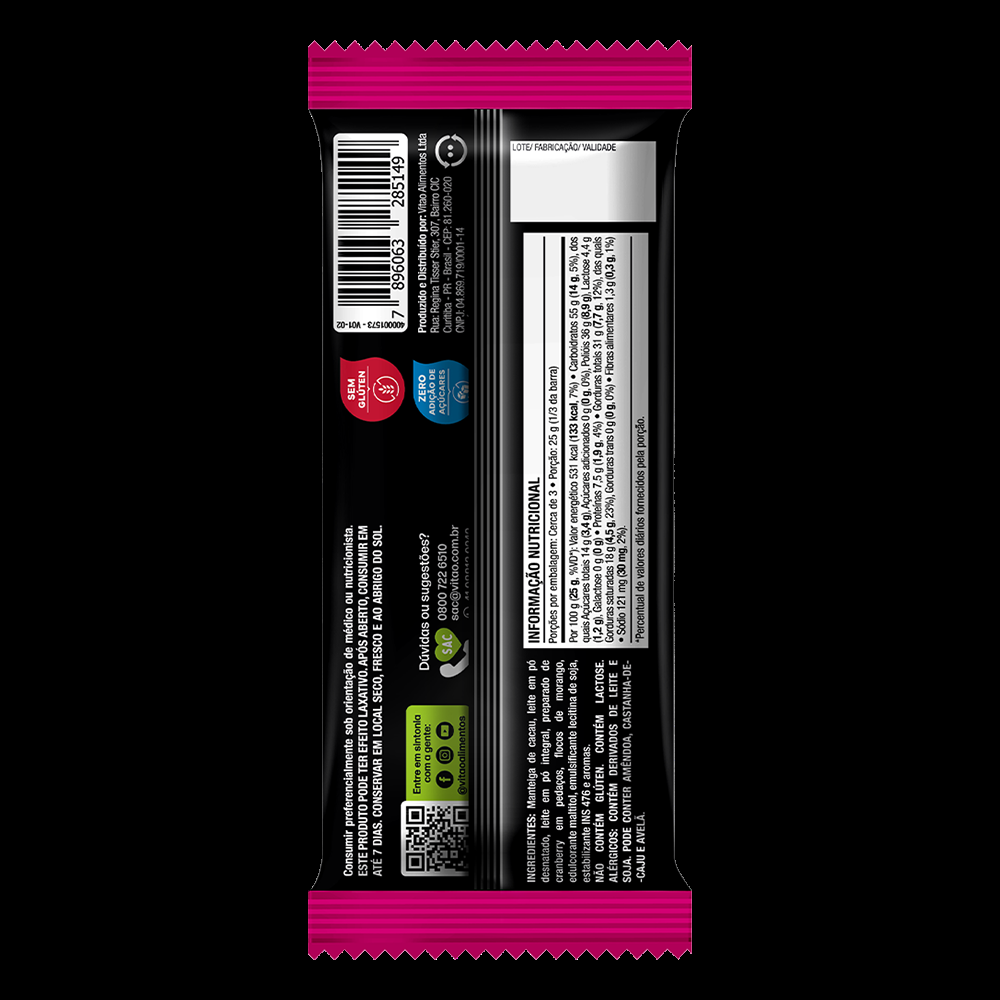 LOTE/ FABRICAÇÃO/ VALIDADE
7 896063 285149
400001573 - V01-02
Produzido e Distribuído por: Vitao Alimentos Ltda
Rua: Regina Tisser Stier, 307, Bairro CIC
Curitiba - PR - Brasil - CEP: 81.260-020
CNPJ: 04.869.719/0001-14
SEM
GLÚTEN
ZERO
ADIÇÃO DE
AÇÚCARES
Consumir preferencialmente sob orientação de médico ou nutricionista.
ESTE PRODUTO PODE TER EFEITO LAXATIVO. APÓS ABERTO, CONSUMIR EM
ATÉ 7 DIAS. CONSERVAR EM LOCAL SECO, FRESCO E AO ABRIGO DO SOL.
Dúvidas ou sugestões?
SAC
0800 722 6510
sac@vitao.com.br
Entre em sintonia
com a gente:
@vitaoalimentos
INFORMAÇÃO NUTRICIONAL
Porções por embalagem: Cerca de 3 • Porção: 25 g (1/3 da barra)
Por 100 g (25 g, %VD*): Valor energético 531 kcal (133 kcal, 7%) • Carboidratos 55 g (14 g, 5%), dos
quais Açúcares totais 14 g (3,4 g), Açúcares adicionados 0 g (0 g, 0%), Polióis 36 g (8,9 g), Lactose 4,4 g
(1,2 g), Galactose 0 g (0 g) • Proteínas 7,5 g (1,9 g, 4%) • Gorduras totais 31 g (7,7 g, 12%), das quais
Gorduras saturadas 18 g (4,5 g, 23%), Gorduras trans 0 g (0 g, 0%) • Fibras alimentares 1,3 g (0,3 g, 1%)
• Sódio 121 mg (30 mg, 2%).
*Percentual de valores diários fornecidos pela porção.
INGREDIENTES: Manteiga de cacau, leite em pó
desnatado, leite em pó integral, preparado de
cranberry em pedaços, flocos de morango,
edulcorante maltitol, emulsificante lecitina de soja,
estabilizante INS 476 e aromas.
NÃO CONTÉM GLÚTEN. CONTÉM LACTOSE.
ALÉRGICOS: CONTÉM DERIVADOS DE LEITE E
SOJA. PODE CONTER AMÊNDOA, CASTANHA-DE-
-CAJU E AVELÃ.